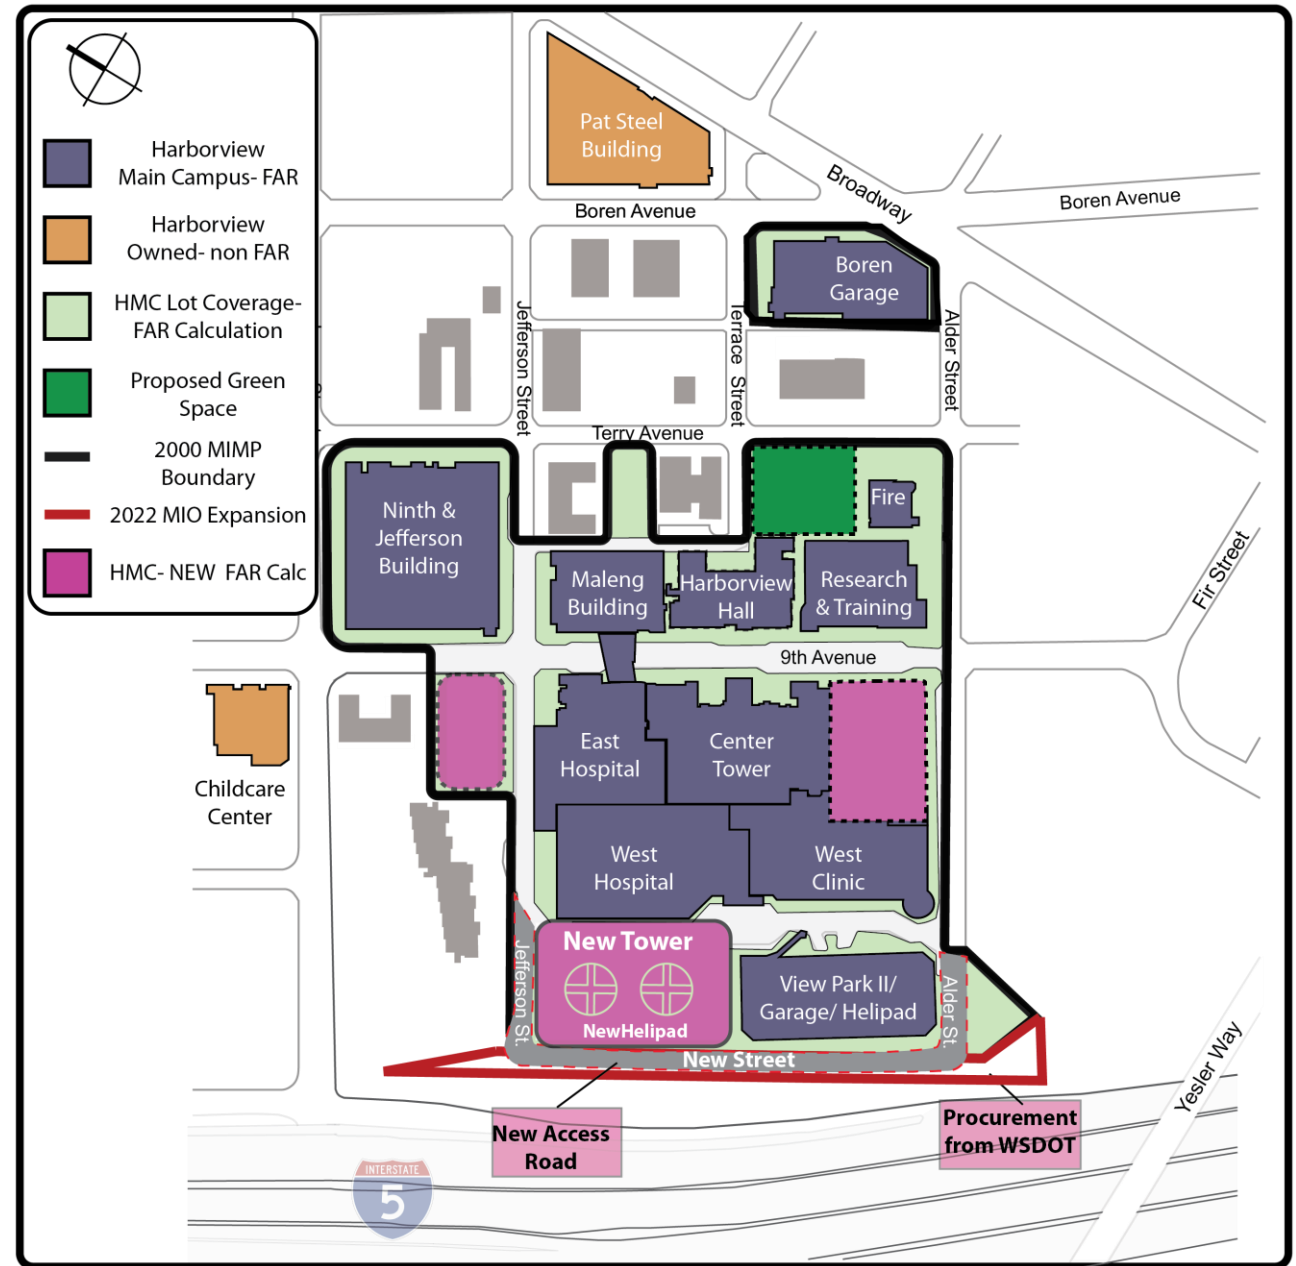 Harborview
Main Campus- FAR
Harborview
Owned- non FAR
HMC Lot Coverage-
FAR Calculation
Proposed Green
Space
2000 MIMP
Boundary
2022 MIO Expansion
HMC- NEW  FAR Calc
Pat Steel
Building
Broadway
Boren Avenue
Boren Avenue
Boren
Garage
Jefferson Street
Terrace Street
Alder Street
Terry Avenue
Ninth &
Jefferson
Building
Fire
Maleng
Building
Harborview
Hall
Research
& Training
Fir Street
9th Avenue
East
Hospital
Center
Tower
Childcare
Center
West
Hospital
West
Clinic
New Tower
NewHelipad
Jefferson St.
View Park II/
Garage/ Helipad
Alder St.
New Street
Yesler Way
New Access
Road
Procurement
from WSDOT
INTERSTATE
5